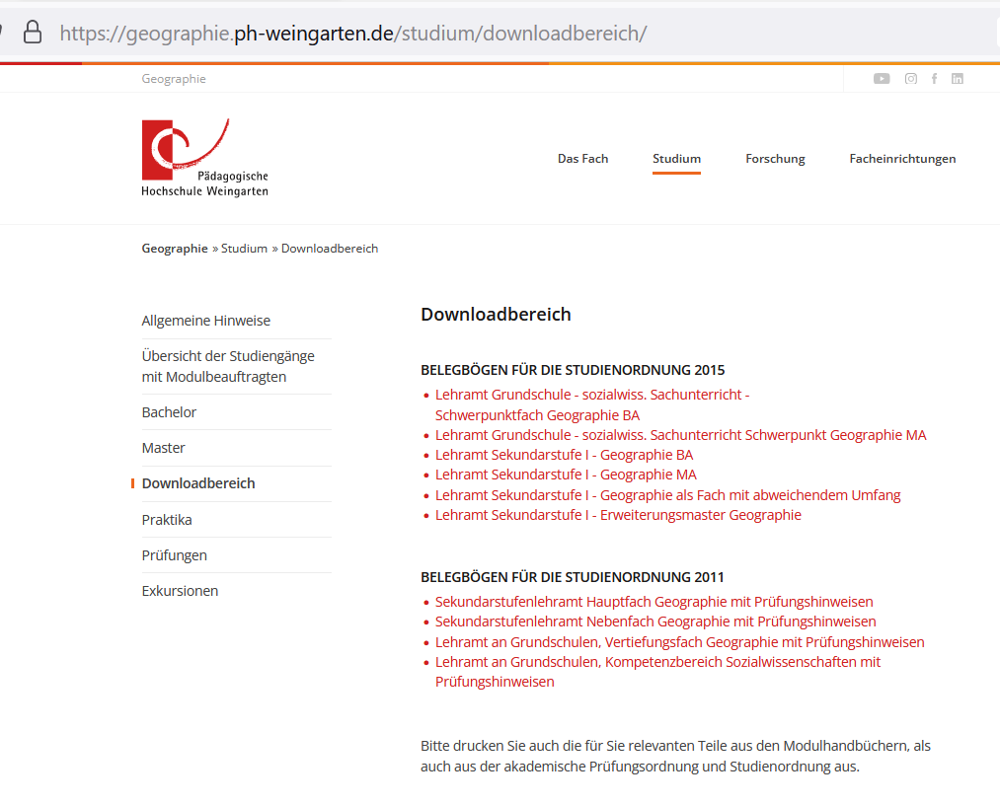 https://geographie.ph-weingarten.de/studium/downloadbereich/
Geographie
Pädagogische
Hochschule Weingarten
Das Fach
Studium
Forschung
Facheinrichtungen
Geographie » Studium » Downloadbereich
Allgemeine Hinweise
Übersicht der Studiengänge
mit Modulbeauftragten
Bachelor
Master
Downloadbereich
Praktika
Prüfungen
Exkursionen
Downloadbereich
BELEGBÖGEN FÜR DIE STUDIENORDNUNG 2015
Lehramt Grundschule - sozialwiss. Sachunterricht -
Schwerpunktfach Geographie BA
Lehramt Grundschule - sozialwiss. Sachunterricht Schwerpunkt Geographie MA
Lehramt Sekundarstufe I - Geographie BA
Lehramt Sekundarstufe I - Geographie MA
Lehramt Sekundarstufe I - Geographie als Fach mit abweichendem Umfang
Lehramt Sekundarstufe I - Erweiterungsmaster Geographie
BELEGBÖGEN FÜR DIE STUDIENORDNUNG 2011
Sekundarstufenlehramt Hauptfach Geographie mit Prüfungshinweisen
Sekundarstufenlehramt Nebenfach Geographie mit Prüfungshinweisen
Lehramt an Grundschulen, Vertiefungsfach Geographie mit Prüfungshinweisen
Lehramt an Grundschulen, Kompetenzbereich Sozialwissenschaften mit
Prüfungshinweisen
Bitte drucken Sie auch die für Sie relevanten Teile aus den Modulhandbüchern, als
auch aus der akademische Prüfungsordnung und Studienordnung aus.